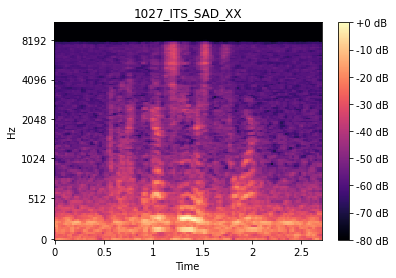 1027_ITS_SAD_XX
+0 dB
8192
-10 dB
4096
-20 dB
-30 dB
2048
Hz
-40 dB
1024
-50 dB
512
-60 dB
-70 dB
0
-80 dB
0 0.5 1 1.5 2 2.5
Time